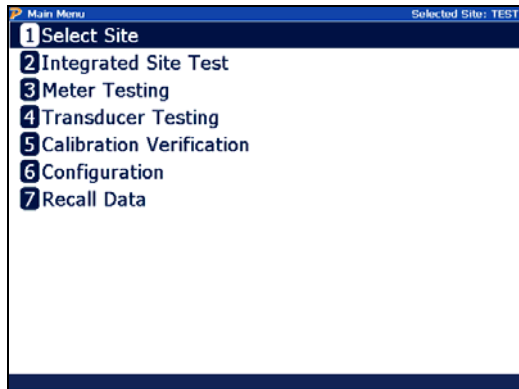 Main Menu Selected Site: TEST
1 Select Site
2 Integrated Site Test
3 Meter Testing
4 Transducer Testing
5 Calibration Verification
6 Configuration
7 Recall Data